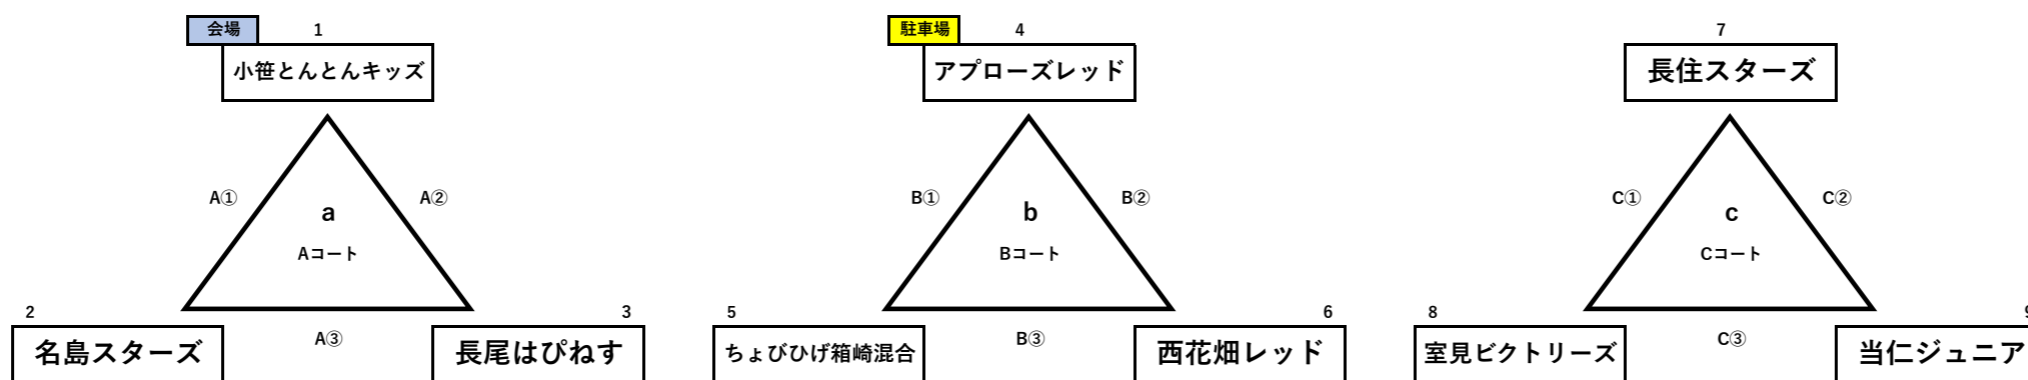 会場
1
小笹とんとんキッズ
A①
A②
a
Aコート
2
名島スターズ
A③
3
長尾はぴねす
駐車場
4
アプローズレッド
B①
B②
b
Bコート
5
ちょびひげ箱崎混合
B③
6
西花畑レッド
7
長住スターズ
C①
C②
c
Cコート
8
室見ビクトリーズ
C③
9
当仁ジュニア